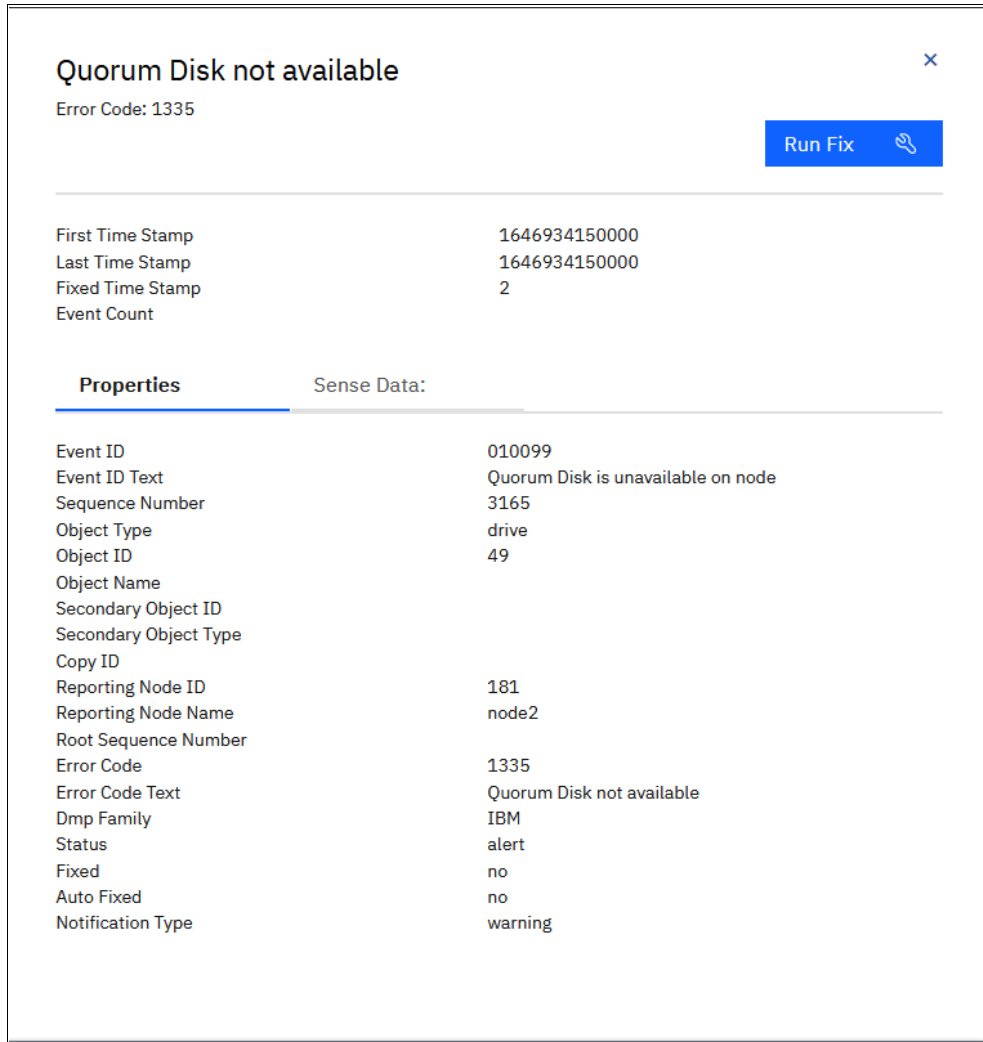 Quorum Disk not available
Error Code: 1335
Run Fix
First Time Stamp 1646934150000
Last Time Stamp 1646934150000
Fixed Time Stamp 2
Event Count
Properties Sense Data:
Event ID 010099
Event ID Text Quorum Disk is unavailable on node
Sequence Number 3165
Object Type drive
Object ID 49
Object Name
Secondary Object ID
Secondary Object Type
Copy ID
Reporting Node ID 181
Reporting Node Name node2
Root Sequence Number
Error Code 1335
Error Code Text Quorum Disk not available
Dmp Family IBM
Status alert
Fixed no
Auto Fixed no
Notification Type warning